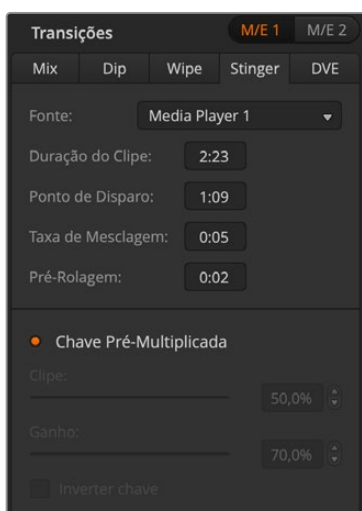 Transições M/E 1 M/E 2
Mix Dip Wipe Stinger DVE
Fonte: Media Player 1
Duração do Clipe: 2:23
Ponto de Disparo: 1:09
Taxa de Mesclagem: 0:05
Pré-Rolagem: 0:02
Chave Pré-Multiplicada
Clipe:
50,0%
Ganho:
70,0%
Inverter chave